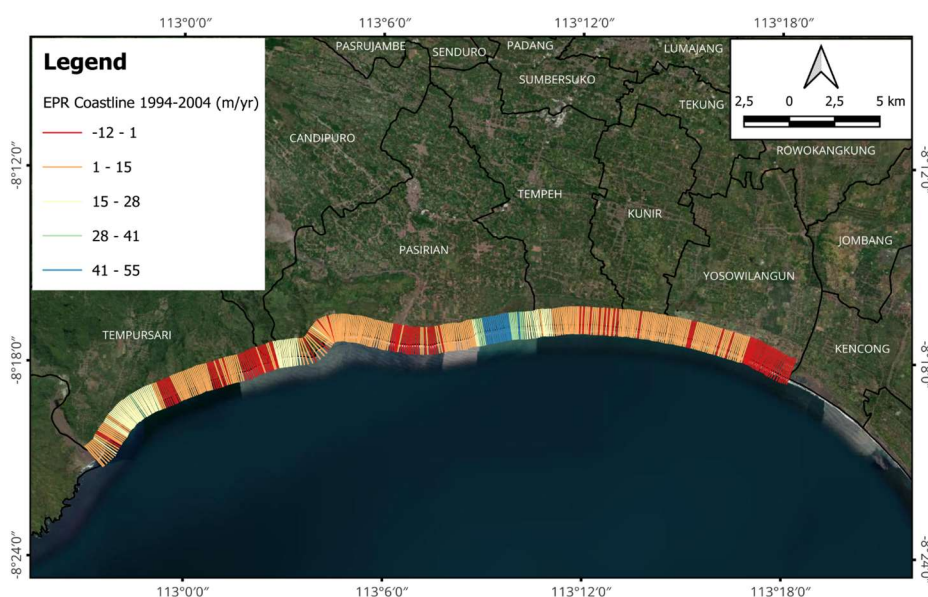 113°0′0″ 113°6′0″ 113°12′0″ 113°18′0″
Legend
EPR Coastline 1994-2004 (m/yr)
-12 - 1
1 - 15
15 - 28
28 - 41
41 - 55
2,5 0 2,5 5 km
PASRUJAMBE
SENDURO
PADANG
LUMAJANG
SUMBERSUKO
TEKUNG
CANDIPURO
ROWOKANGKUNG
-8°12′0″
-8°12′0″
TEMPEH
KUNIR
PASIRIAN
JOMBANG
YOSOWILANGUN
TEMPURSARI
KENCONG
-8°18′0″
-8°18′0″
-8°24′0″
-8°24′0″
113°0′0″ 113°6′0″ 113°12′0″ 113°18′0″